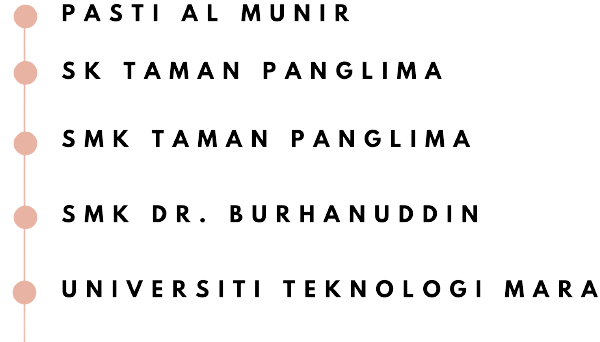 PASTI AL MUNIR
SK TAMAN PANGLIMA
SMK TAMAN PANGLIMA
SMK DR. BURHANUDDIN
UNIVERSITI TEKNOLOGI MARA